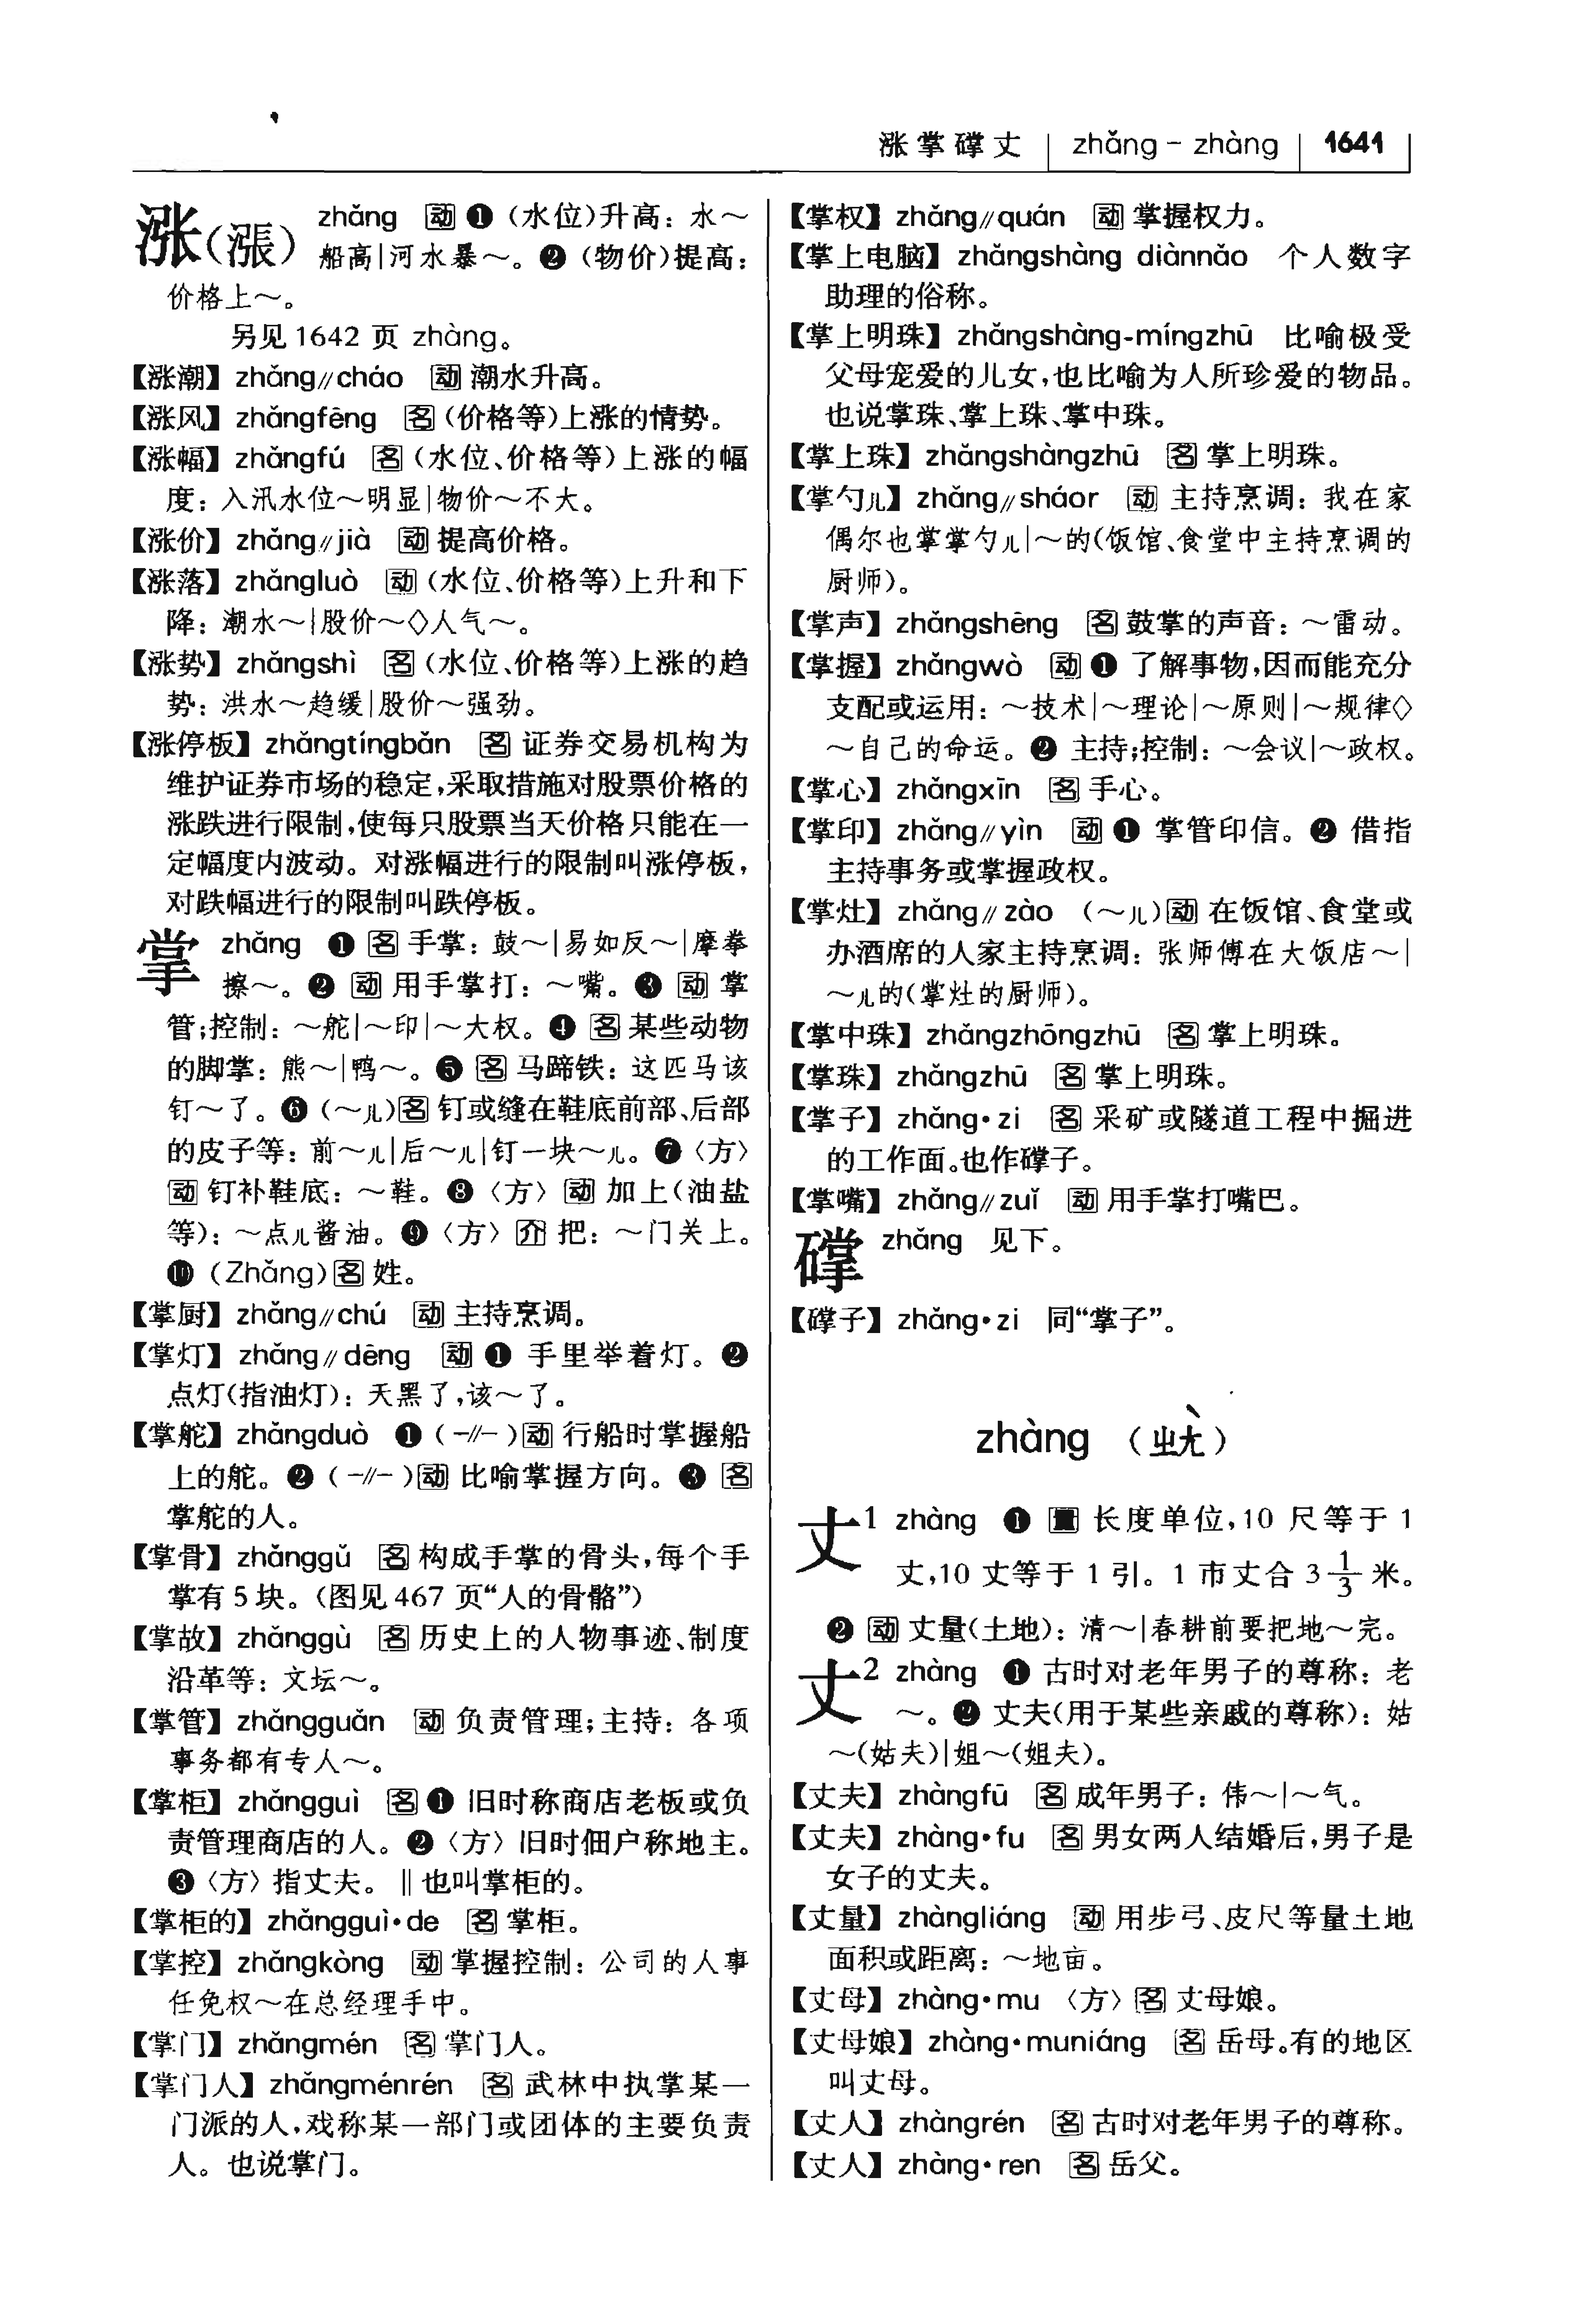 涨掌礃丈 zhǎng – zhàng 1641
涨(漲) zhǎng 动 ❶ (水位)升高：水～
船高|河水暴～。❷ (物价)提高：
价格上～。
另见1642 页 zhàng。
【涨潮】zhǎng//cháo 动 潮水升高。
【涨风】zhǎngfēng 名 (价格等)上涨的情势。
【涨幅】zhǎngfú 名 (水位、价格等)上涨的幅
度：入汛水位～明显|物价～不大。
【涨价】zhǎng//jià 动 提高价格。
【涨落】zhǎngluò 动 (水位、价格等)上升和下
降：潮水～|股价～◇人气～。
【涨势】zhǎngshì 名 (水位、价格等)上涨的趋
势：洪水～趋缓|股价～强劲。
【涨停板】zhǎngtíngbǎn 名 证券交易机构为
维护证券市场的稳定,采取措施对股票价格的
涨跌进行限制,使每只股票当天价格只能在一
定幅度内波动。对涨幅进行的限制叫涨停板,
对跌幅进行的限制叫跌停板。
掌 zhǎng ❶ 名 手掌：鼓～|易如反～|摩拳
擦～。❷ 动 用手掌打：～嘴。❸ 动 掌
管;控制：～舵|～印|～大权。❹ 名 某些动物
的脚掌：熊～|鸭～。❺ 名 马蹄铁：这匹马该
钉～了。❻ (～儿)名 钉或缝在鞋底前部、后部
的皮子等：前～儿|后～儿|钉一块～儿。❼〈方〉
动 钉补鞋底：～鞋。❽〈方〉动 加上(油盐
等)：～点儿酱油。❾〈方〉介 把：～门关上。
❿ (Zhǎng)名 姓。
【掌厨】zhǎng//chú 动 主持烹调。
【掌灯】zhǎng//dēng 动 ❶ 手里举着灯。❷
点灯(指油灯)：天黑了,该～了。
【掌舵】zhǎngduò ❶ (–//–)动 行船时掌握船
上的舵。❷ (–//–)动 比喻掌握方向。❸ 名
掌舵的人。
【掌骨】zhǎnggǔ 名 构成手掌的骨头,每个手
掌有5块。(图见467 页“人的骨骼”)
【掌故】zhǎnggù 名 历史上的人物事迹、制度
沿革等：文坛～。
【掌管】zhǎngguǎn 动 负责管理;主持：各项
事务都有专人～。
【掌柜】zhǎngguì 名 ❶ 旧时称商店老板或负
责管理商店的人。❷〈方〉旧时佃户称地主。
❸〈方〉指丈夫。‖也叫掌柜的。
【掌柜的】zhǎngguì·de 名 掌柜。
【掌控】zhǎngkòng 动 掌握控制：公司的人事
任免权～在总经理手中。
【掌门】zhǎngmén 名 掌门人。
【掌门人】zhǎngménrén 名 武林中执掌某一
门派的人,戏称某一部门或团体的主要负责
人。也说掌门。
【掌权】zhǎng//quán 动 掌握权力。
【掌上电脑】zhǎngshàng diànnǎo 个人数字
助理的俗称。
【掌上明珠】zhǎngshàng-míngzhū 比喻极受
父母宠爱的儿女,也比喻为人所珍爱的物品。
也说掌珠、掌上珠、掌中珠。
【掌上珠】zhǎngshàngzhū 名 掌上明珠。
【掌勺儿】zhǎng//sháor 动 主持烹调：我在家
偶尔也掌掌勺儿|～的(饭馆、食堂中主持烹调的
厨师)。
【掌声】zhǎngshēng 名 鼓掌的声音：～雷动。
【掌握】zhǎngwò 动 ❶ 了解事物,因而能充分
支配或运用：～技术|～理论|～原则|～规律◇
～自己的命运。❷ 主持;控制：～会议|～政权。
【掌心】zhǎngxīn 名 手心。
【掌印】zhǎng//yìn 动 ❶ 掌管印信。❷ 借指
主持事务或掌握政权。
【掌灶】zhǎng//zào (～儿)动 在饭馆、食堂或
办酒席的人家主持烹调：张师傅在大饭店～|
～儿的(掌灶的厨师)。
【掌中珠】zhǎngzhōngzhū 名 掌上明珠。
【掌珠】zhǎngzhū 名 掌上明珠。
【掌子】zhǎng·zi 名 采矿或隧道工程中掘进
的工作面。也作礃子。
【掌嘴】zhǎng//zuǐ 动 用手掌打嘴巴。
礃 zhǎng 见下。
【礃子】zhǎng·zi 同“掌子”。
zhàng (ㄓㄤˋ)
丈1 zhàng ❶ 量 长度单位,10 尺等于1
丈,10 丈等于1引。1市丈合3 1/3 米。
❷ 动 丈量(土地)：清～|春耕前要把地～完。
丈2 zhàng ❶ 古时对老年男子的尊称：老
～。❷ 丈夫(用于某些亲戚的尊称)：姑
～(姑夫)|姐～(姐夫)。
【丈夫】zhàngfū 名 成年男子：伟～|～气。
【丈夫】zhàng·fu 名 男女两人结婚后,男子是
女子的丈夫。
【丈量】zhàngliáng 动 用步弓、皮尺等量土地
面积或距离：～地亩。
【丈母】zhàng·mu〈方〉名 丈母娘。
【丈母娘】zhàng·muniáng 名 岳母。有的地区
叫丈母。
【丈人】zhàngrén 名 古时对老年男子的尊称。
【丈人】zhàng·ren 名 岳父。